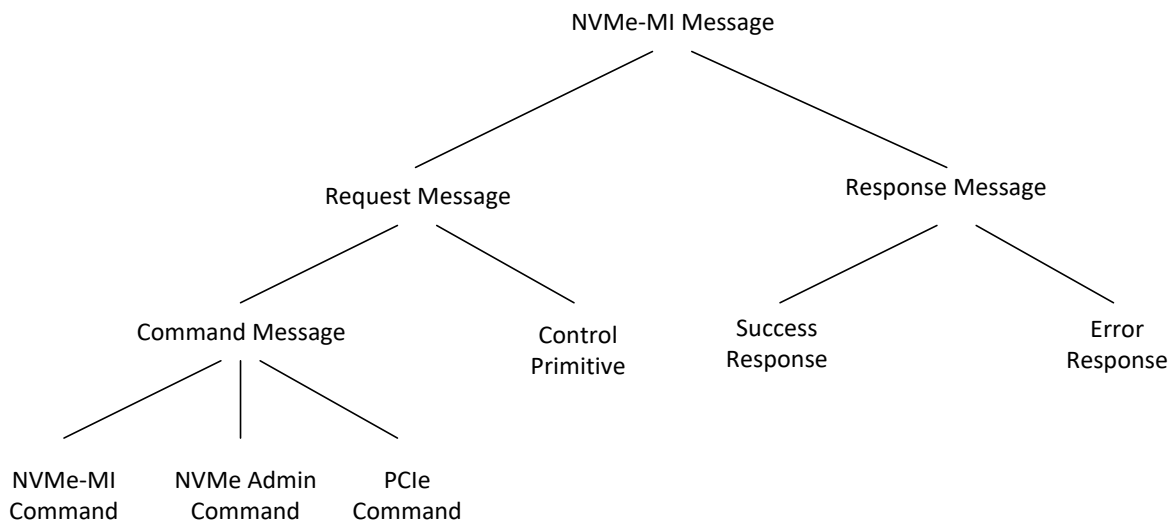 NVMe-MI Message
Request Message
Response Message
Command Message
Control
Primitive
Success
Response
Error
Response
NVMe-MI
Command
NVMe Admin
Command
PCIe
Command